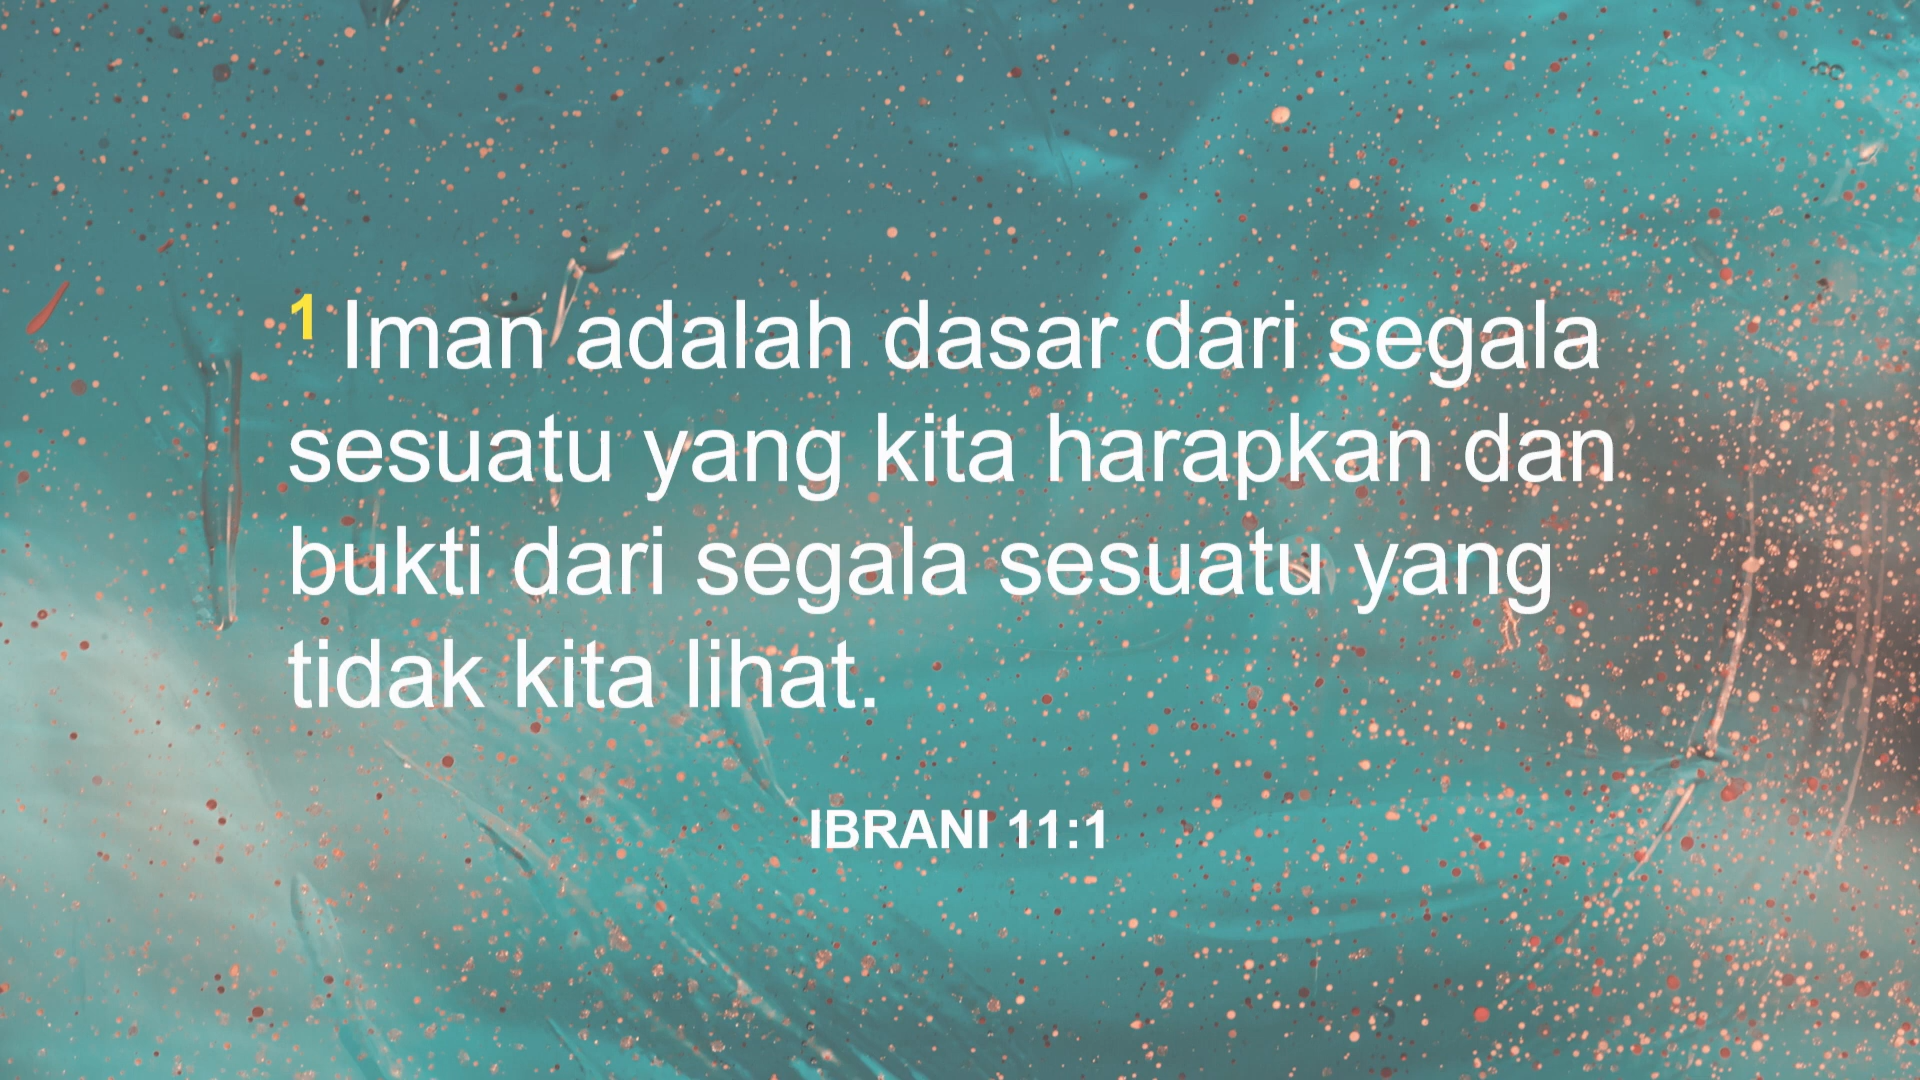 1 Iman adalah dasar dari segala
sesuatu yang kita harapkan dan
bukti dari segala sesuatu yang
tidak kita lihat.
IBRANI 11:1